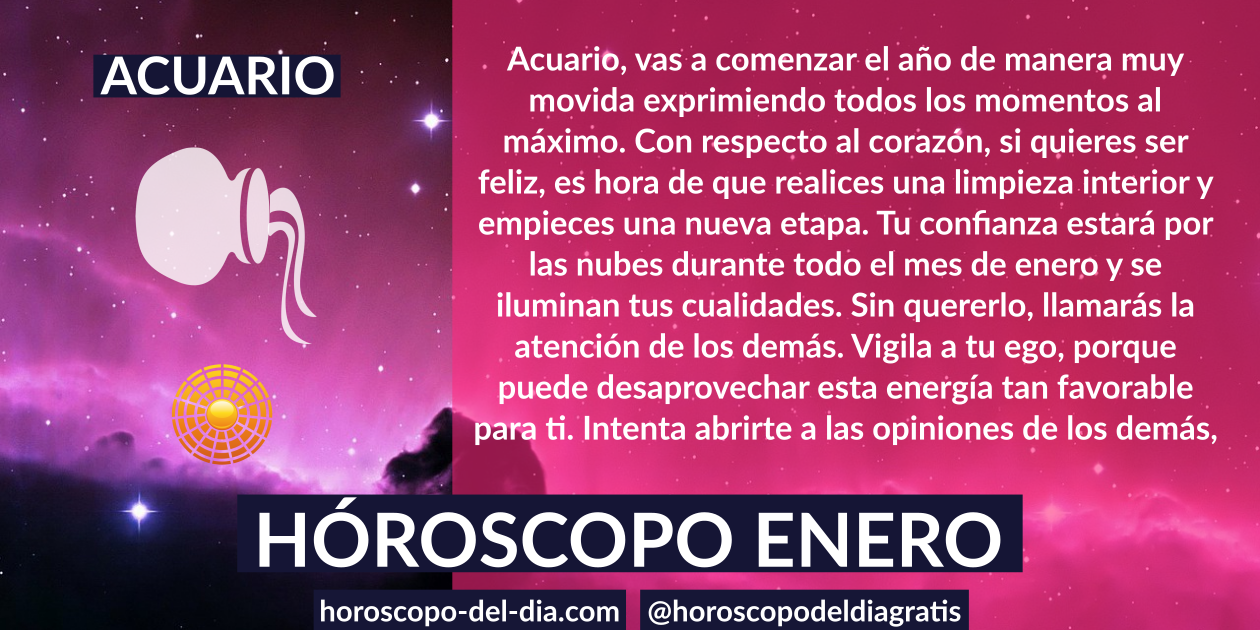 ACUARIO
Acuario, vas a comenzar el año de manera muy
movida exprimiendo todos los momentos al
máximo. Con respecto al corazón, si quieres ser
feliz, es hora de que realices una limpieza interior y
empieces una nueva etapa. Tu confianza estará por
las nubes durante todo el mes de enero y se
iluminan tus cualidades. Sin quererlo, llamarás la
atención de los demás. Vigila a tu ego, porque
puede desaprovechar esta energía tan favorable
para ti. Intenta abrirte a las opiniones de los demás,
HÓROSCOPO ENERO
horoscopo-del-dia.com
@horoscopodeldiagratis